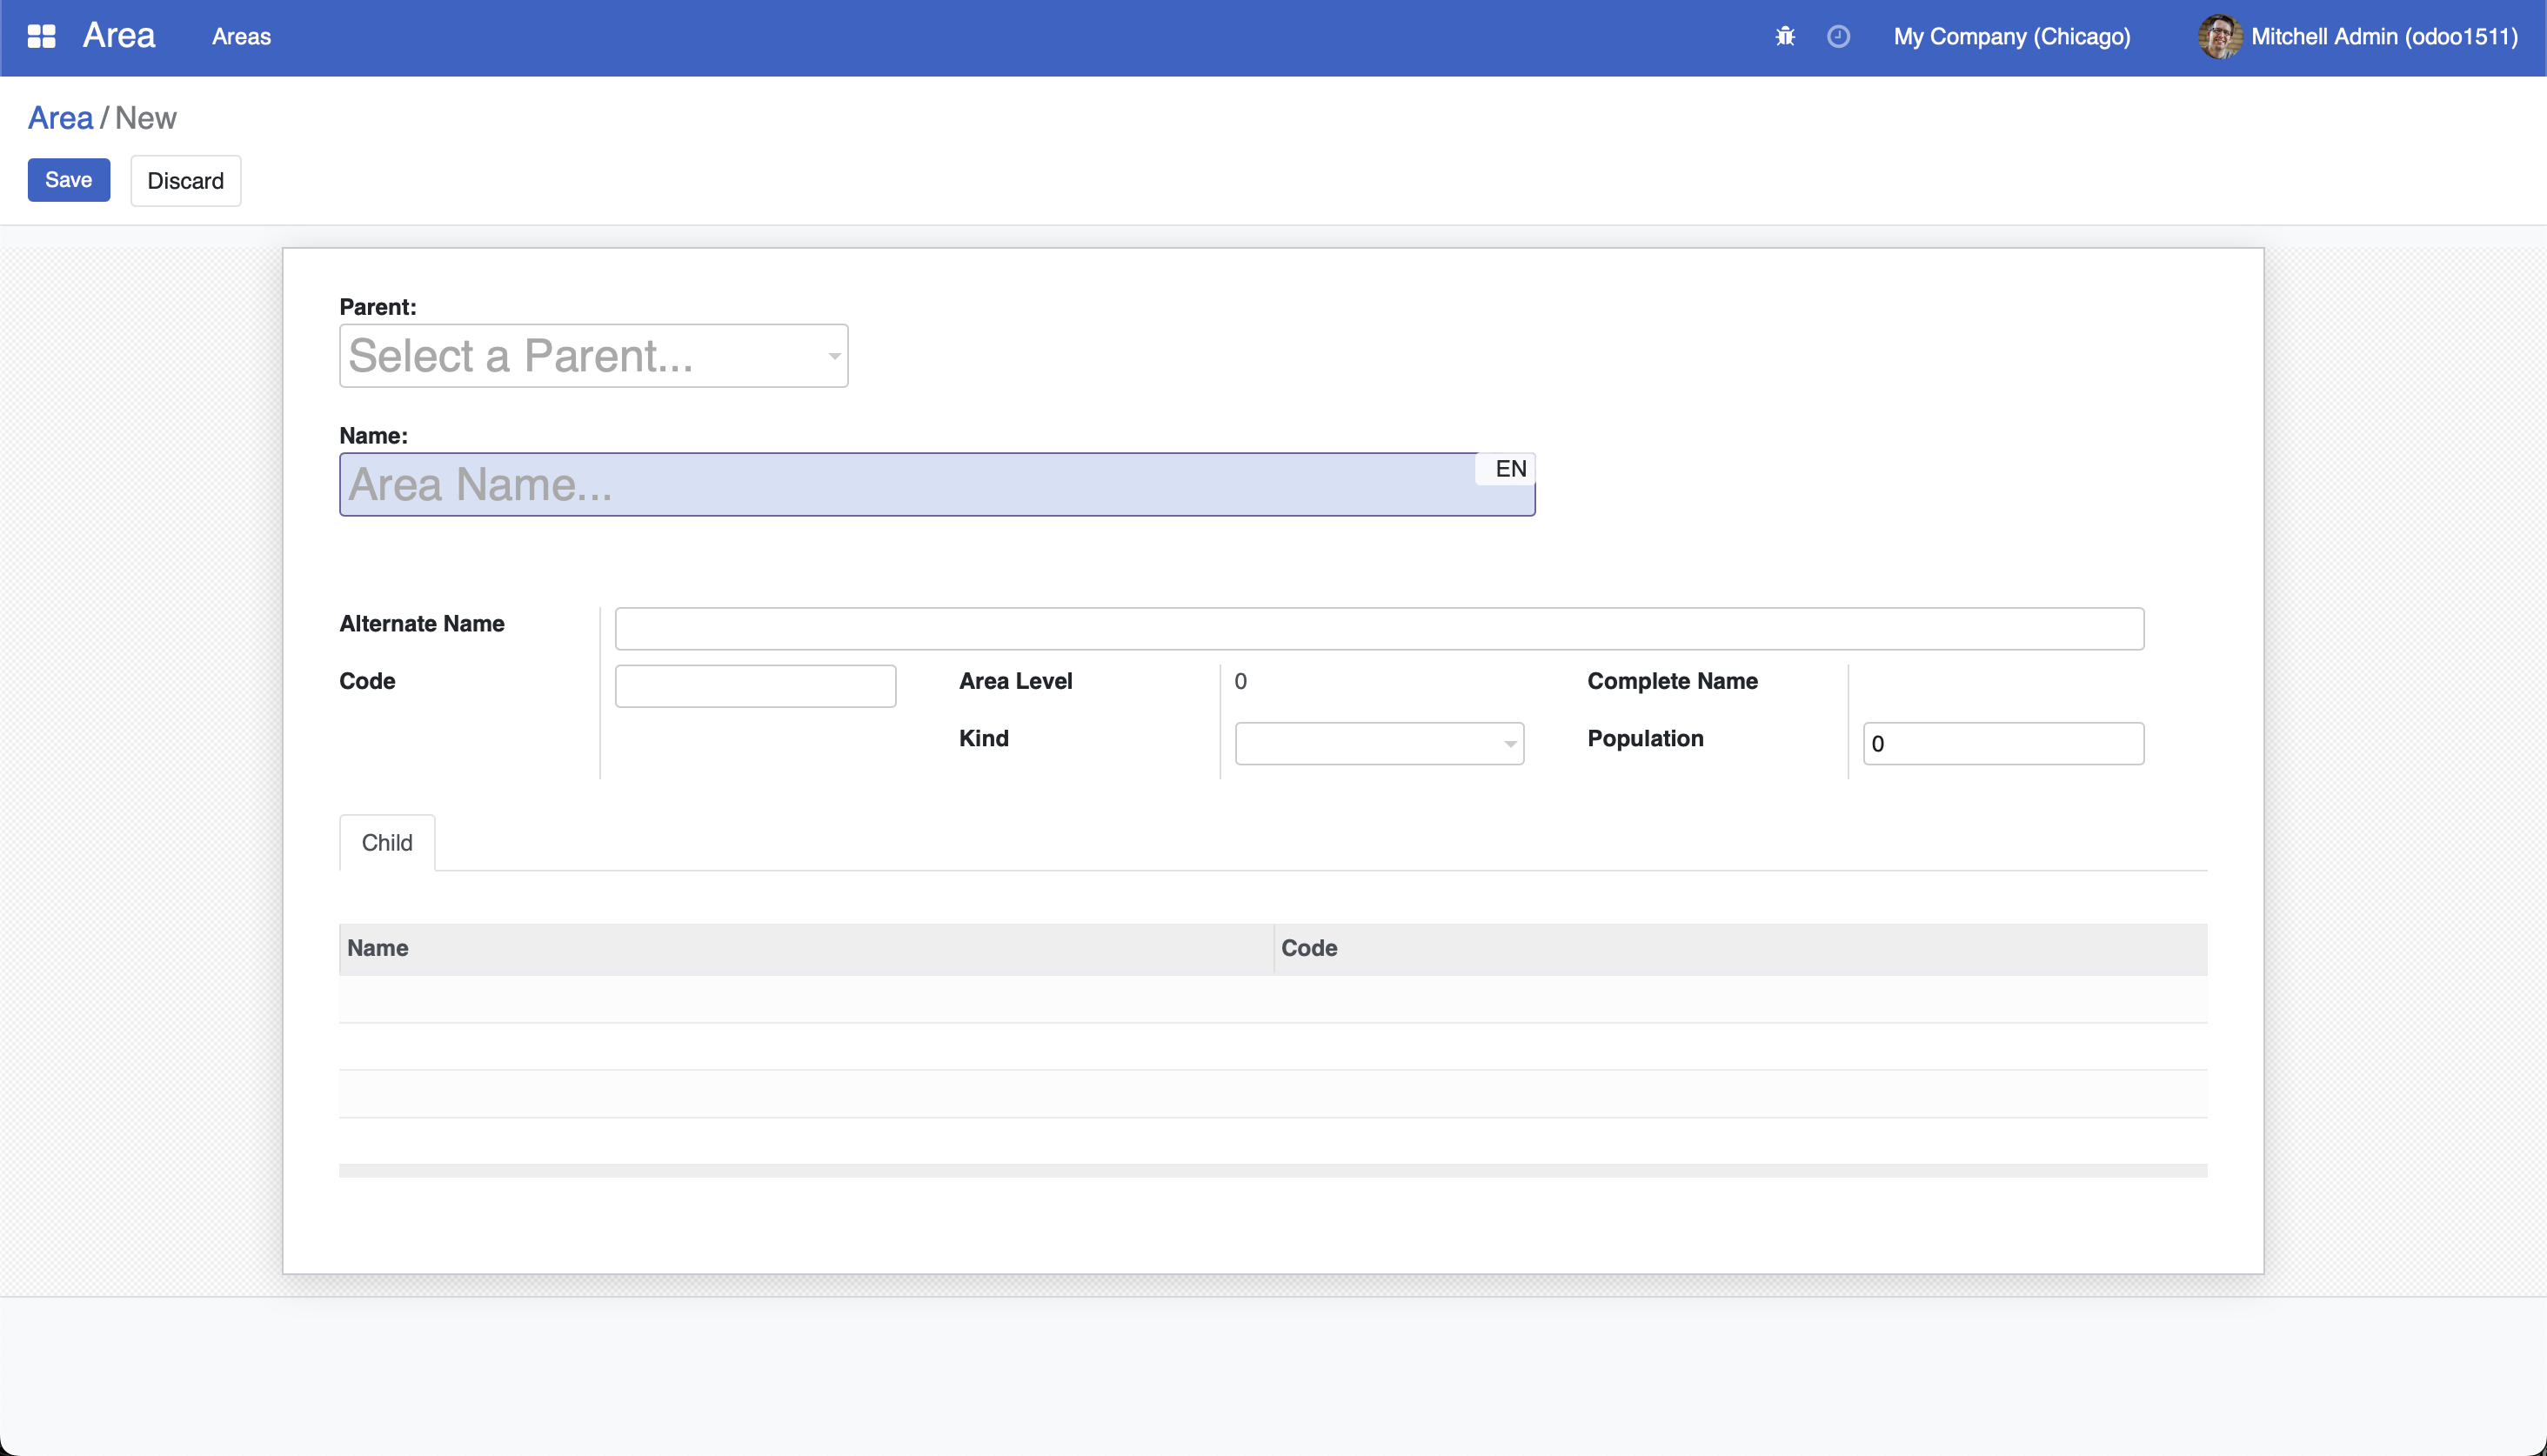 Area Areas My Company (Chicago) Mitchell Admin (odoo1511)
Area / New
Save Discard
Parent:
Select a Parent...
Name:
Area Name... EN
Alternate Name
Code Area Level 0 Complete Name
Kind Population 0
Child
Name Code